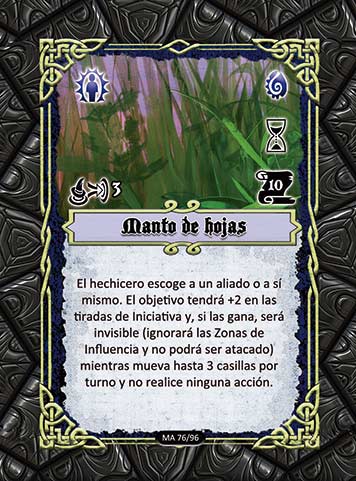 3
10
Manto de hojas
El hechicero escoge a un aliado o a sí
mismo. El objetivo tendrá +2 en las
tiradas de Iniciativa y, si las gana, será
invisible (ignorará las Zonas de
Influencia y no podrá ser atacado)
mientras mueva hasta 3 casillas por
turno y no realice ninguna acción.
MA 76/96